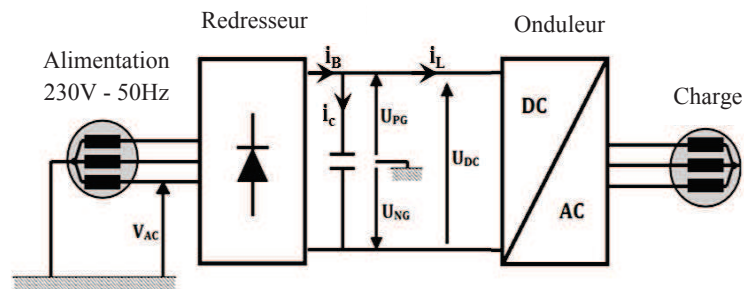 Redresseur
Onduleur
Alimentation
230V - 50Hz
Charge
iB
iL
ic
UPG
UDC
UNG
VAC
DC
AC